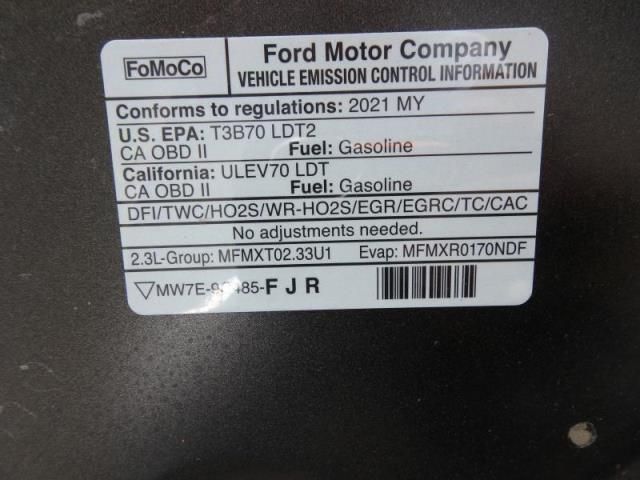 FoMoCo
Ford Motor Company
VEHICLE EMISSION CONTROL INFORMATION
Conforms to regulations: 2021 MY
U.S. EPA: T3B70 LDT2
CA OBD II Fuel: Gasoline
California: ULEV70 LDT
CA OBD II Fuel: Gasoline
DFI/TWC/HO2S/WR-HO2S/EGR/EGRC/TC/CAC
No adjustments needed.
2.3L-Group: MFMXT02.33U1 Evap: MFMXR0170NDF
F J R